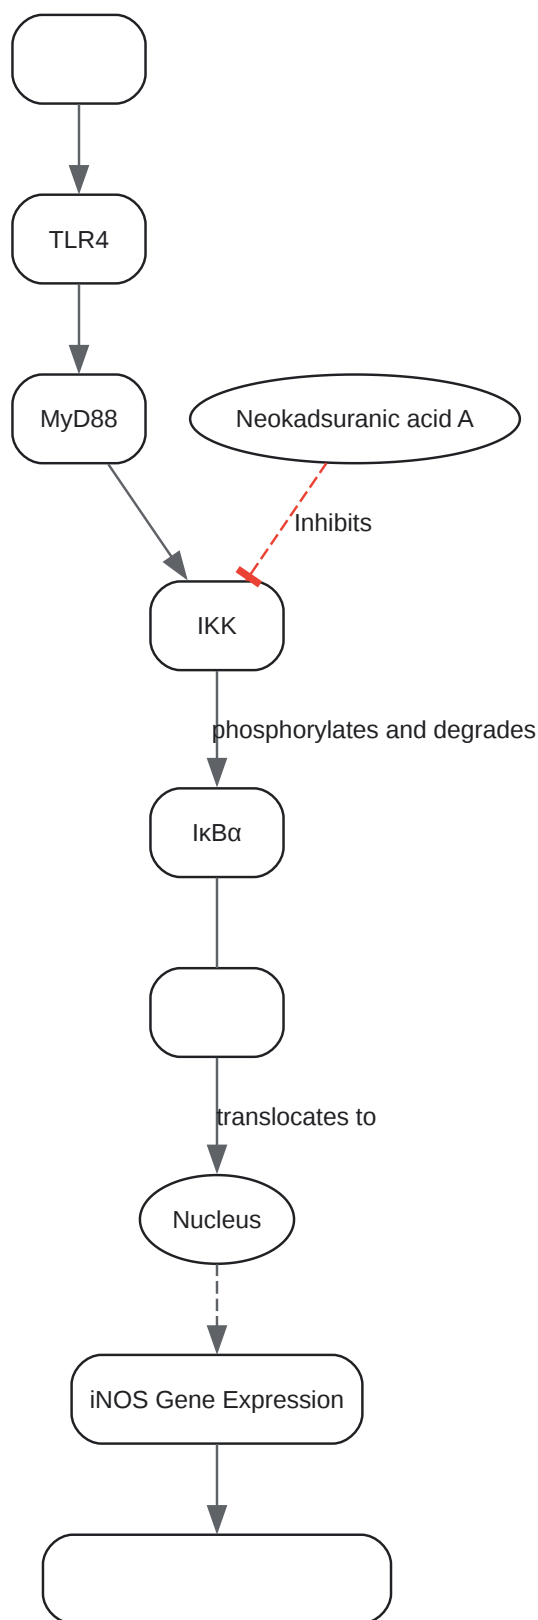 TLR4
MyD88
Neokadsuranic acid A
Inhibits
IKK
phosphorylates and degrades
IκBα
translocates to
Nucleus
iNOS Gene Expression